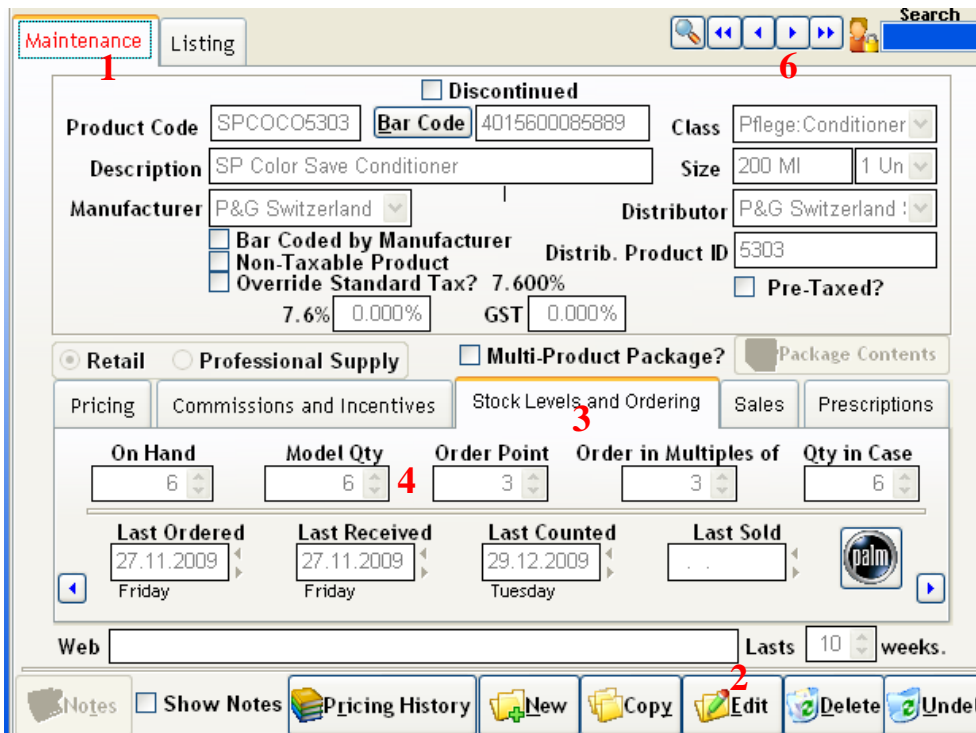 Search
Maintenance Listing
1 6
Discontinued
Product Code SPCOCO5303 Bar Code 4015600085889 Class Pflege:Conditioner
Description SP Color Save Conditioner Size 200 Ml 1 Un
Manufacturer P&G Switzerland Distributor P&G Switzerland
Bar Coded by Manufacturer Distrib. Product ID 5303
Non-Taxable Product
Override Standard Tax? 7.600% Pre-Taxed?
7.6% 0.000% GST 0.000%
Retail Professional Supply Multi-Product Package? Package Contents
Pricing Commissions and Incentives Stock Levels and Ordering Sales Prescriptions
3
On Hand Model Qty Order Point Order in Multiples of Qty in Case
6 6 4 3 3 6
Last Ordered Last Received Last Counted Last Sold
27.11.2009 27.11.2009 29.12.2009 . . palm
Friday Friday Tuesday
Web Lasts 10 weeks.
2
Notes Show Notes Pricing History New Copy Edit Delete Undel